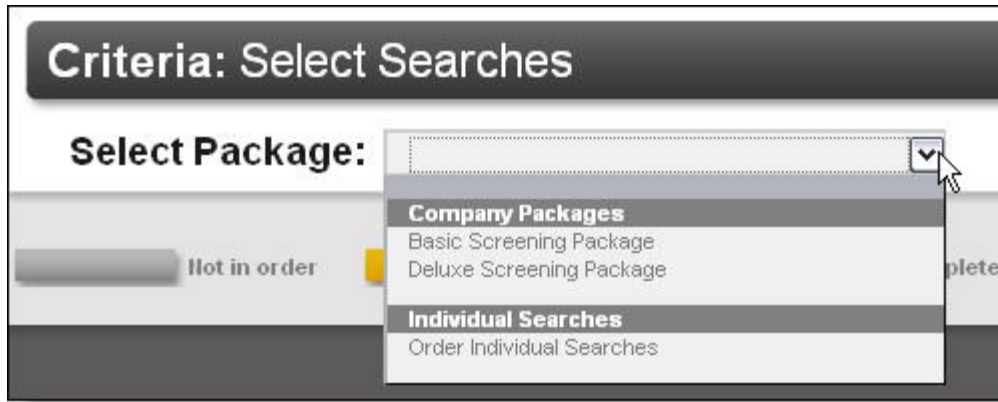 Criteria: Select Searches
Select Package:
Company Packages
Basic Screening Package
Deluxe Screening Package
Individual Searches
Order Individual Searches
Not in order
plete